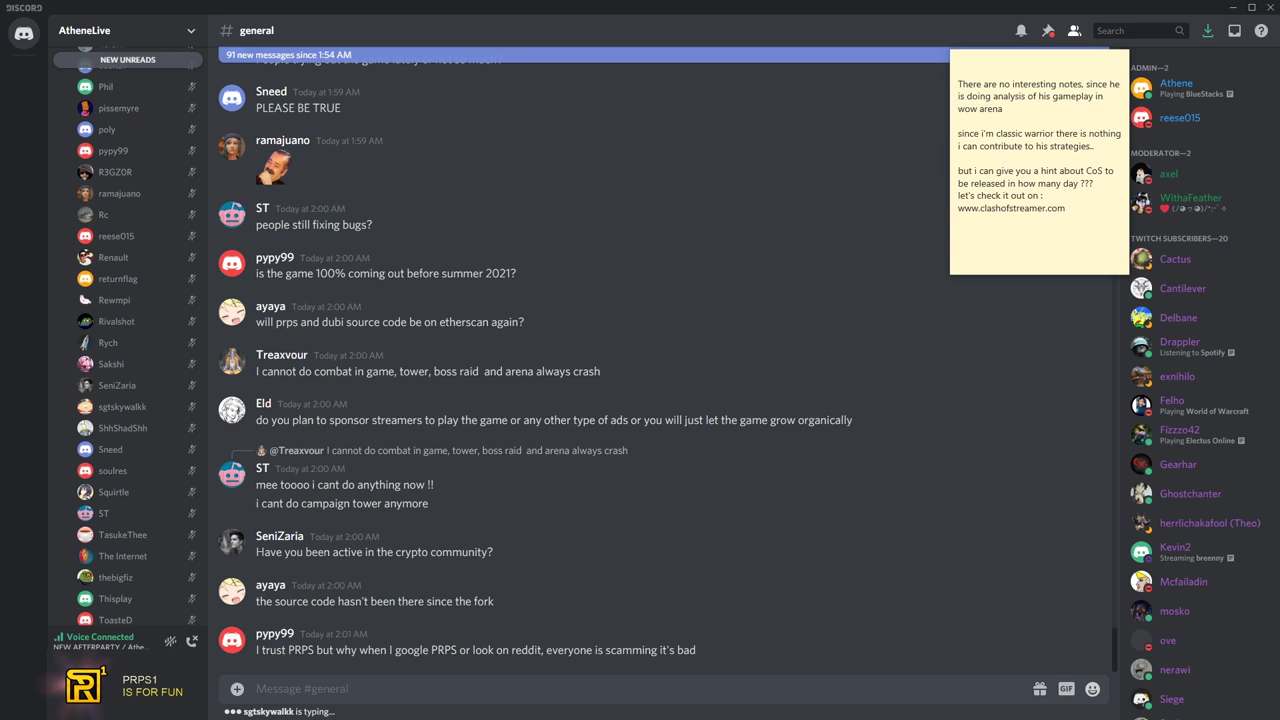 DISCORD
AtheneLive
# general
Search
NEW UNREADS
Phil
pissemyre
poly
pypy99
R3GZ0R
ramajuano
Rc
reese015
Renault
returnflag
Rewmpi
Rivalshot
Rych
Sakshi
SeniZaria
sgtskywalkk
ShhShadShh
Sneed
soulres
Squirtle
ST
TasukeThee
The Internet
thebigfiz
Thisplay
ToasteD
Voice Connected
NEW AFTERPARTY / Athe...
PRPS1
IS FOR FUN
91 new messages since 1:54 AM
Sneed Today at 1:59 AM
PLEASE BE TRUE
ramajuano Today at 1:59 AM
ST Today at 2:00 AM
people still fixing bugs?
pypy99 Today at 2:00 AM
is the game 100% coming out before summer 2021?
ayaya Today at 2:00 AM
will prps and dubi source code be on etherscan again?
Treaxvour Today at 2:00 AM
I cannot do combat in game, tower, boss raid and arena always crash
Eld Today at 2:00 AM
do you plan to sponsor streamers to play the game or any other type of ads or you will just let the game grow organically
@Treaxvour I cannot do combat in game, tower, boss raid and arena always crash
ST Today at 2:00 AM
mee toooo i cant do anything now !!
i cant do campaign tower anymore
SeniZaria Today at 2:00 AM
Have you been active in the crypto community?
ayaya Today at 2:00 AM
the source code hasn't been there since the fork
pypy99 Today at 2:01 AM
I trust PRPS but why when I google PRPS or look on reddit, everyone is scamming it's bad
Message #general
GIF
sgtskywalkk is typing...
There are no interesting notes, since he
is doing analysis of his gameplay in
wow arena
since i'm classic warrior there is nothing
i can contribute to his strategies..
but i can give you a hint about CoS to
be released in how many day ???
let's check it out on :
www.clashofstreamer.com
ADMIN—2
Athene
Playing BlueStacks
reese015
MODERATOR—2
axel
WithaFeather
TWITCH SUBSCRIBERS—20
Cactus
Cantilever
Delbane
Drappler
Listening to Spotify
exnihilo
Felho
Playing World of Warcraft
Fizzzo42
Playing Electus Online
Gearhar
Ghostchanter
herrlichakafool (Theo)
Kevin2
Streaming breenny
Mcfailadin
mosko
ove
nerawi
Siege